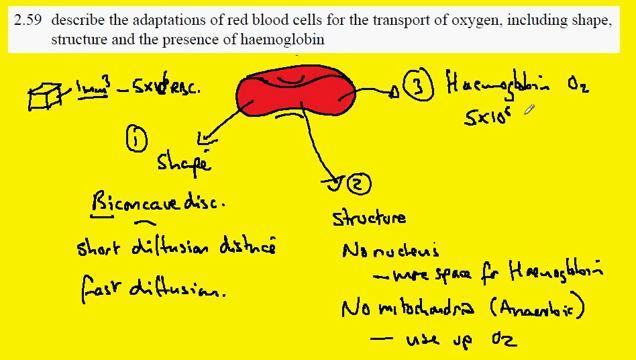 2.59 describe the adaptations of red blood cells for the transport of oxygen, including shape,
structure and the presence of haemoglobin
1mm³ – 5x10⁶ RBC.
③ Haemoglobin O₂
5x10⁶
①
Shape
Biconcave disc.
Short diffusion distance
fast diffusion.
②
Structure
No nucleus
– more space for Haemoglobin
No mitochondria (Anaerobic)
– use up O₂